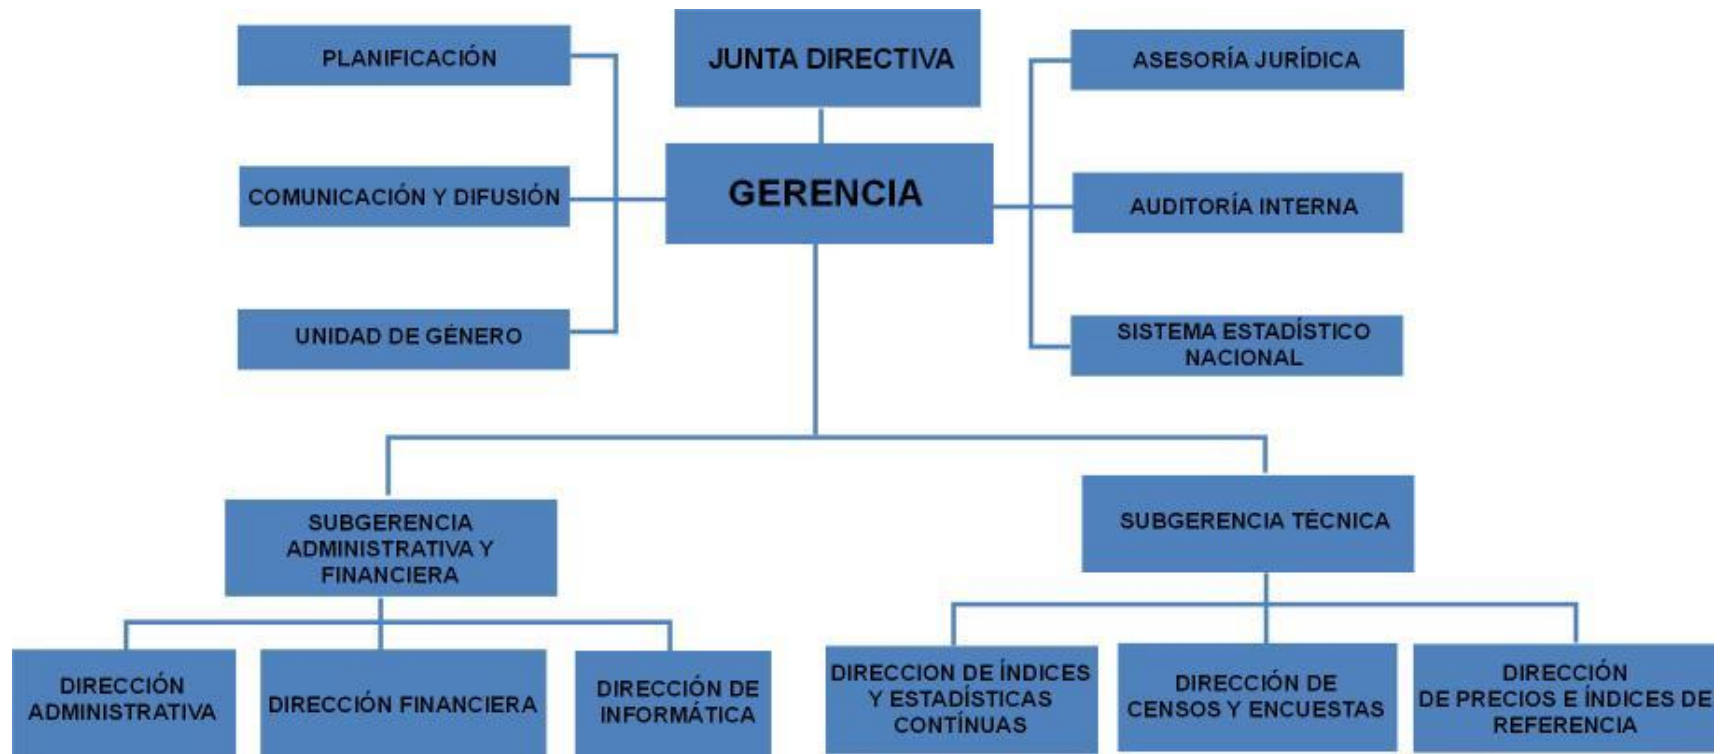 PLANIFICACIÓN
JUNTA DIRECTIVA
ASESORÍA JURÍDICA
COMUNICACIÓN Y DIFUSIÓN
GERENCIA
AUDITORÍA INTERNA
UNIDAD DE GÉNERO
SISTEMA ESTADÍSTICO
NACIONAL
SUBGERENCIA
ADMINISTRATIVA Y
FINANCIERA
SUBGERENCIA TÉCNICA
DIRECCIÓN
ADMINISTRATIVA
DIRECCIÓN FINANCIERA
DIRECCIÓN DE
INFORMÁTICA
DIRECCION DE ÍNDICES
Y ESTADÍSTICAS
CONTÍNUAS
DIRECCIÓN DE
CENSOS Y ENCUESTAS
DIRECCIÓN
DE PRECIOS E ÍNDICES DE
REFERENCIA